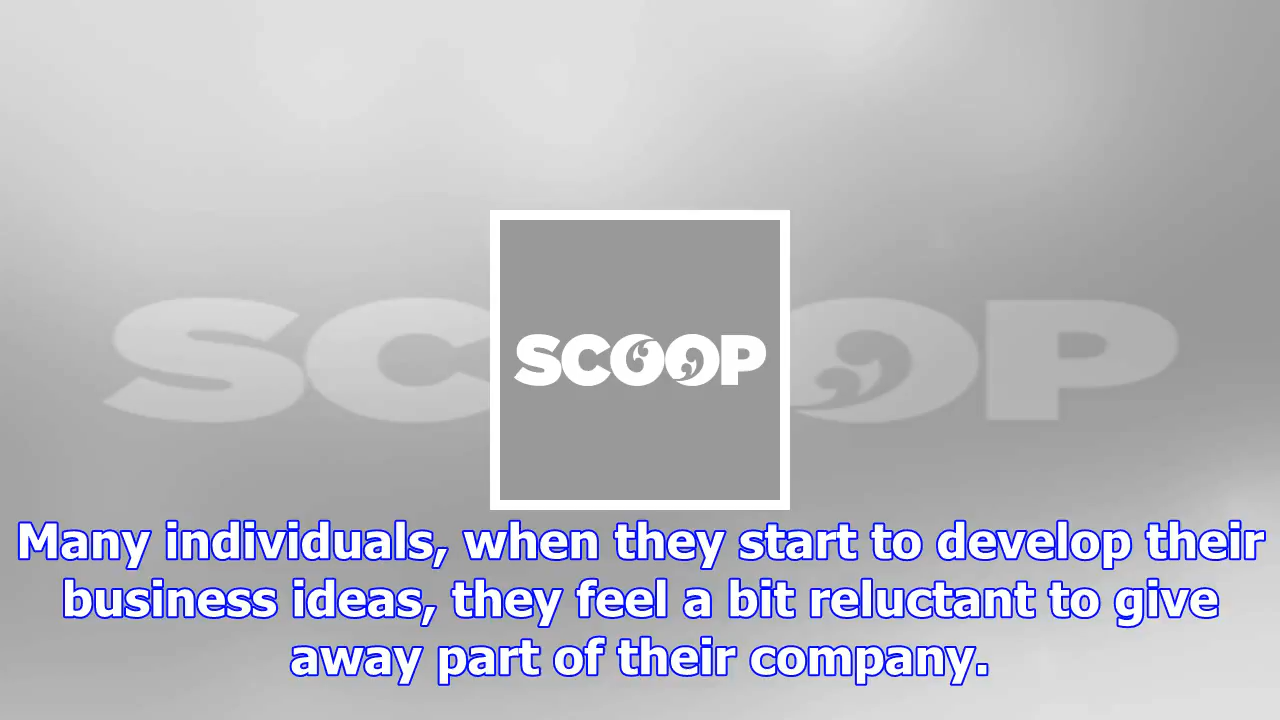 SCOOP
SCOOP
Many individuals, when they start to develop their
business ideas, they feel a bit reluctant to give
away part of their company.